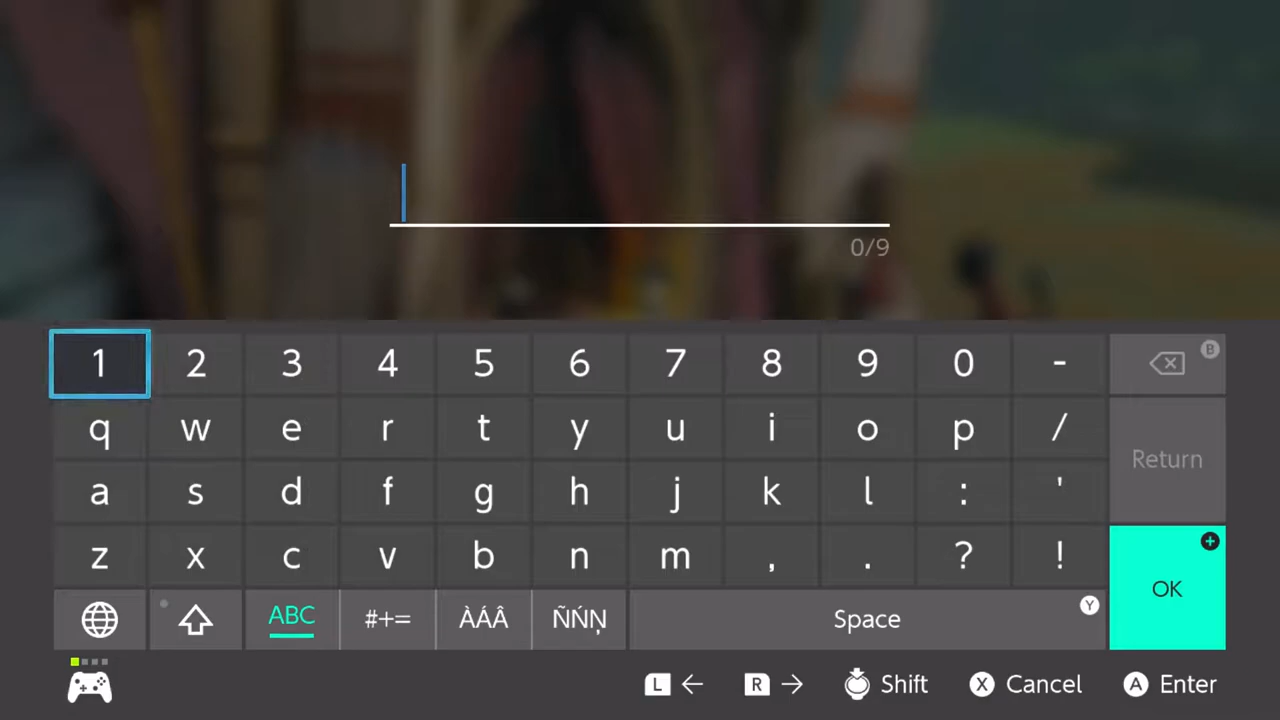 0/9
1 2 3 4 5 6 7 8 9 0 - B
q w e r t y u i o p / Return
a s d f g h j k l : '
z x c v b n m , . ? ! + OK
ABC #+= ÀÁÂ ÑŃŅ Space Y
L ← R → Shift X Cancel A Enter